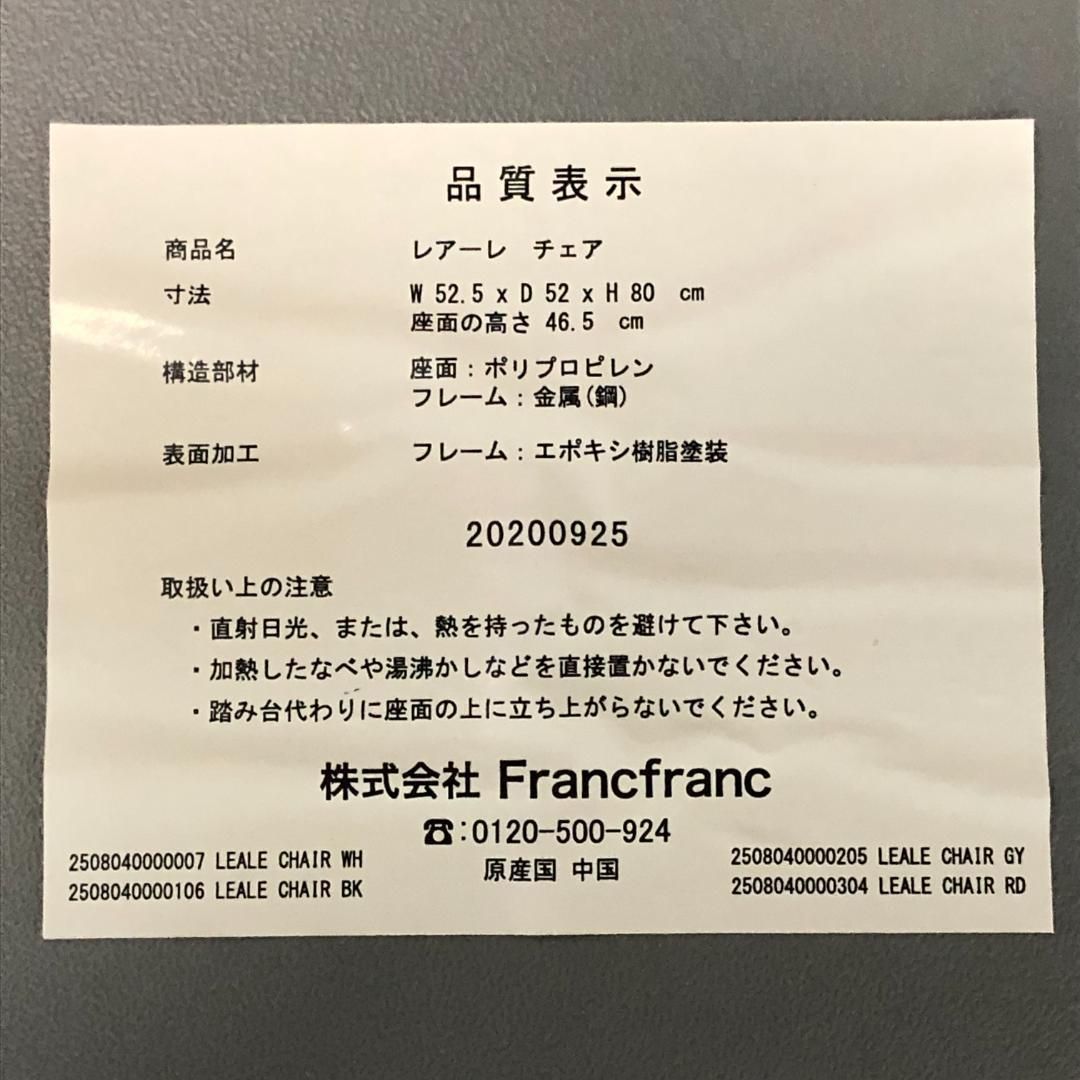 品質表示
商品名 レアーレ チェア
寸法 W 52.5 x D 52 x H 80 cm
座面の高さ 46.5 cm
構造部材 座面：ポリプロピレン
フレーム：金属(鋼)
表面加工 フレーム：エポキシ樹脂塗装
20200925
取扱い上の注意
・直射日光、または、熱を持ったものを避けて下さい。
・加熱したなべや湯沸かしなどを直接置かないでください。
・踏み台代わりに座面の上に立ち上がらないでください。
株式会社 Francfranc
☎:0120-500-924
原産国 中国
2508040000007 LEALE CHAIR WH
2508040000106 LEALE CHAIR BK
2508040000205 LEALE CHAIR GY
2508040000304 LEALE CHAIR RD